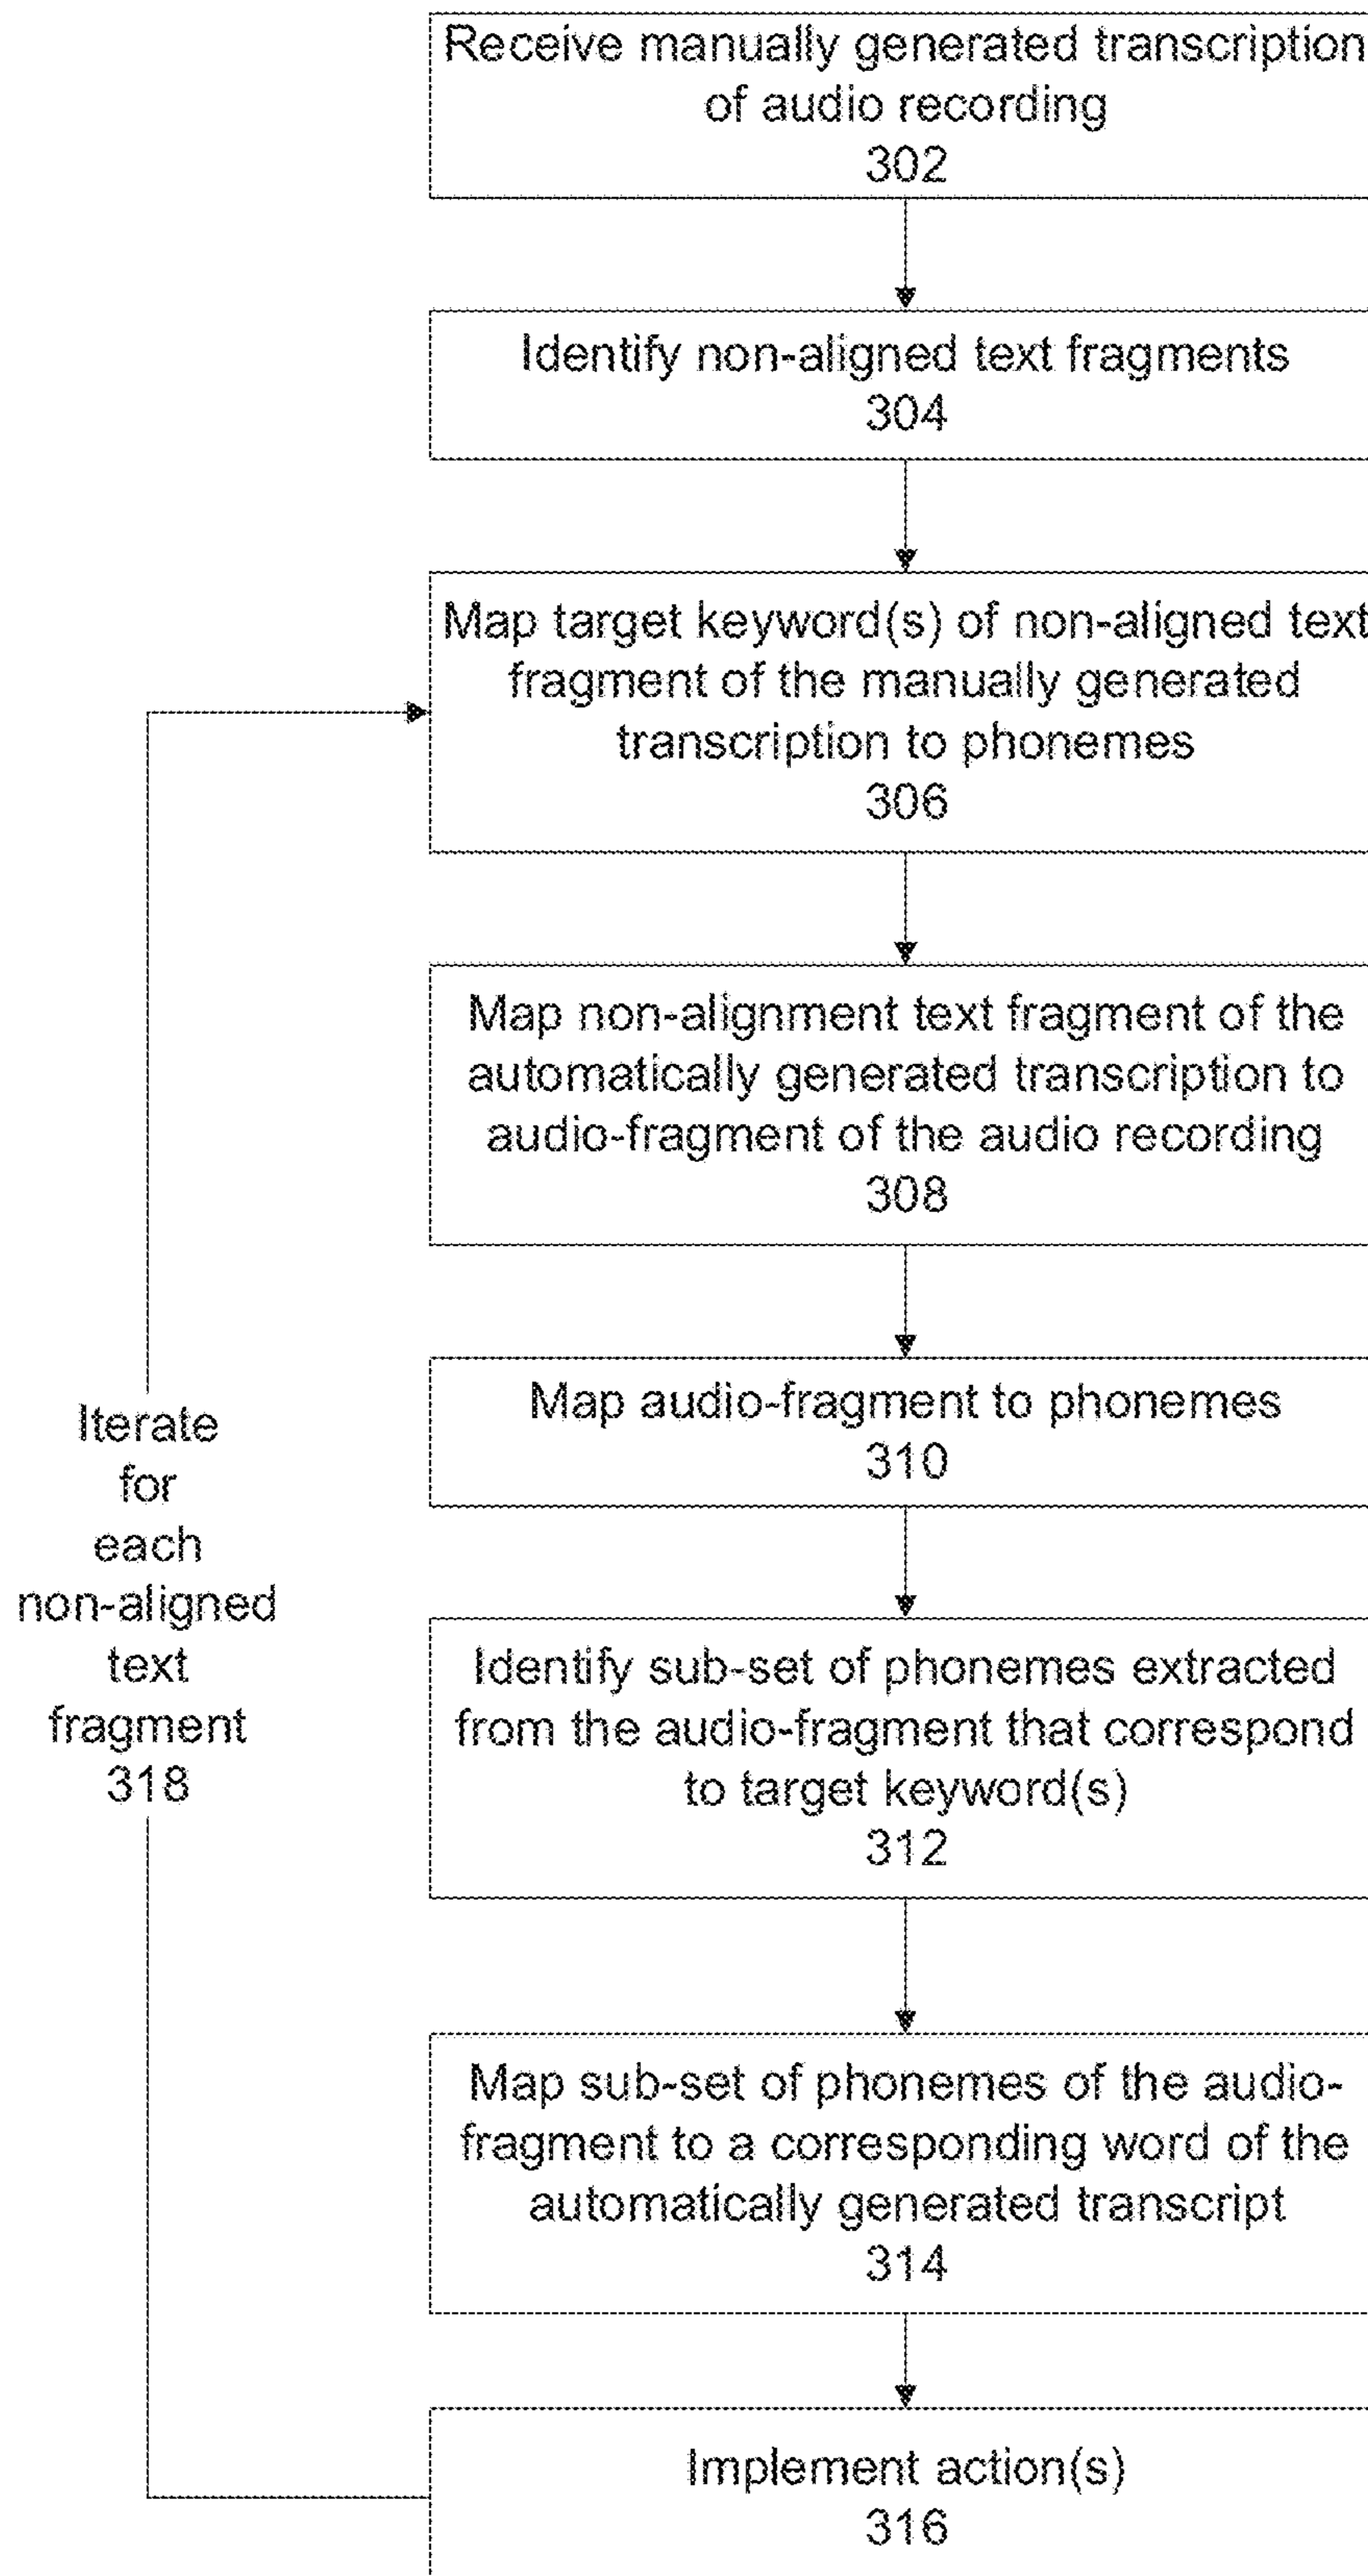 Receive manually generated transcription
of audio recording
302
Identify non-aligned text fragments
304
Map target keyword(s) of non-aligned text
fragment of the manually generated
transcription to phonemes
306
Map non-alignment text fragment of the
automatically generated transcription to
audio-fragment of the audio recording
308
Map audio-fragment to phonemes
310
Identify sub-set of phonemes extracted
from the audio-fragment that correspond
to target keyword(s)
312
Map sub-set of phonemes of the audio-
fragment to a corresponding word of the
automatically generated transcript
314
Implement action(s)
316
Iterate
for
each
non-aligned
text
fragment
318